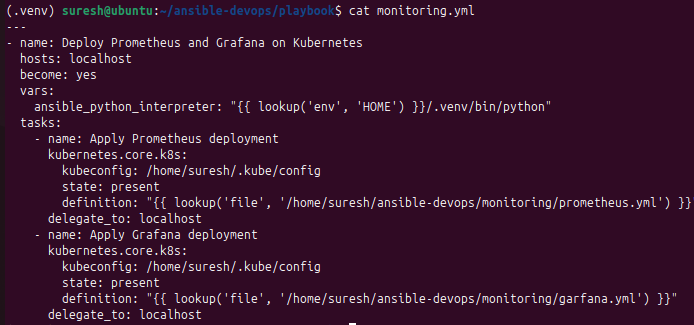 (.venv) suresh@ubuntu:~/ansible-devops/playbook$ cat monitoring.yml
---
- name: Deploy Prometheus and Grafana on Kubernetes
  hosts: localhost
  become: yes
  vars:
    ansible_python_interpreter: "{{ lookup('env', 'HOME') }}/.venv/bin/python"
  tasks:
    - name: Apply Prometheus deployment
      kubernetes.core.k8s:
        kubeconfig: /home/suresh/.kube/config
        state: present
        definition: "{{ lookup('file', '/home/suresh/ansible-devops/monitoring/prometheus.yml') }}"
      delegate_to: localhost
    - name: Apply Grafana deployment
      kubernetes.core.k8s:
        kubeconfig: /home/suresh/.kube/config
        state: present
        definition: "{{ lookup('file', '/home/suresh/ansible-devops/monitoring/garfana.yml') }}"
      delegate_to: localhost